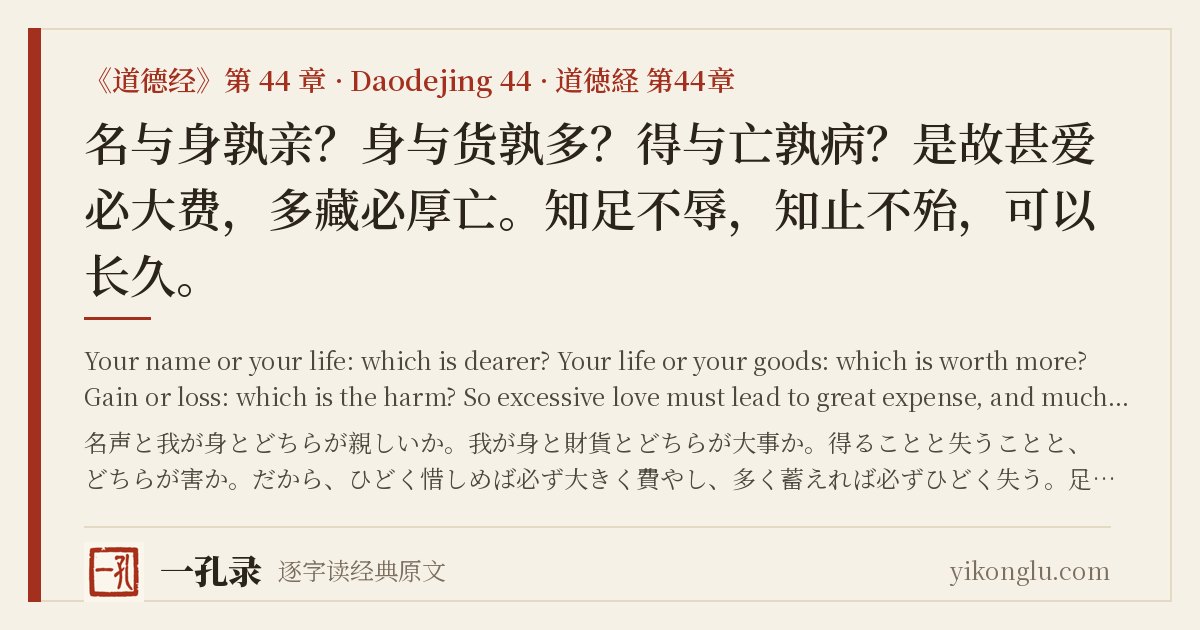 《道德经》第 44 章 · Daodejing 44 · 道徳経 第44章
名与身孰亲？身与货孰多？得与亡孰病？是故甚爱
必大费，多藏必厚亡。知足不辱，知止不殆，可以
长久。
Your name or your life: which is dearer? Your life or your goods: which is worth more?
Gain or loss: which is the harm? So excessive love must lead to great expense, and much…
名声と我が身とどちらが親しいか。我が身と財貨とどちらが大事か。得ることと失うことと、
どちらが害か。だから、ひどく惜しめば必ず大きく費やし、多く蓄えれば必ずひどく失う。足…
一孔 一孔录 逐字读经典原文 yikonglu.com